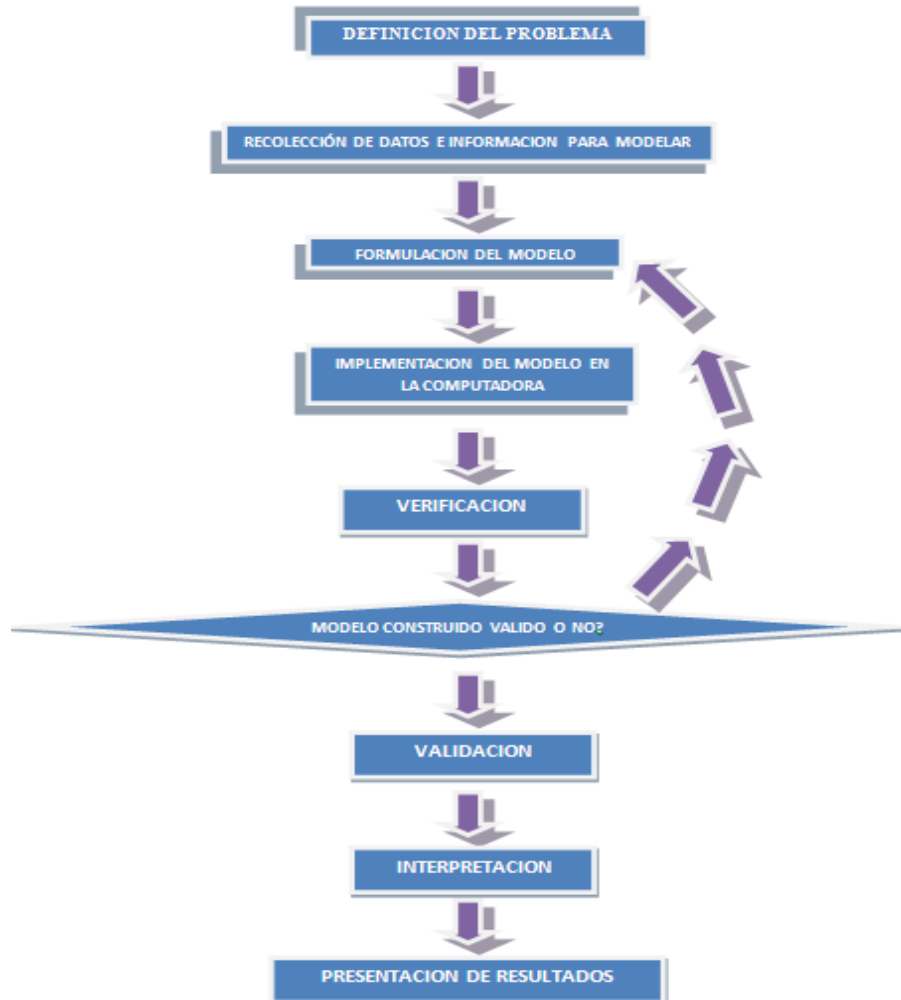 DEFINICION DEL PROBLEMA
RECOLECCIÓN DE DATOS E INFORMACION PARA MODELAR
FORMULACION DEL MODELO
IMPLEMENTACION DEL MODELO EN
LA COMPUTADORA
VERIFICACION
MODELO CONSTRUIDO VALIDO O NO?
VALIDACION
INTERPRETACION
PRESENTACION DE RESULTADOS